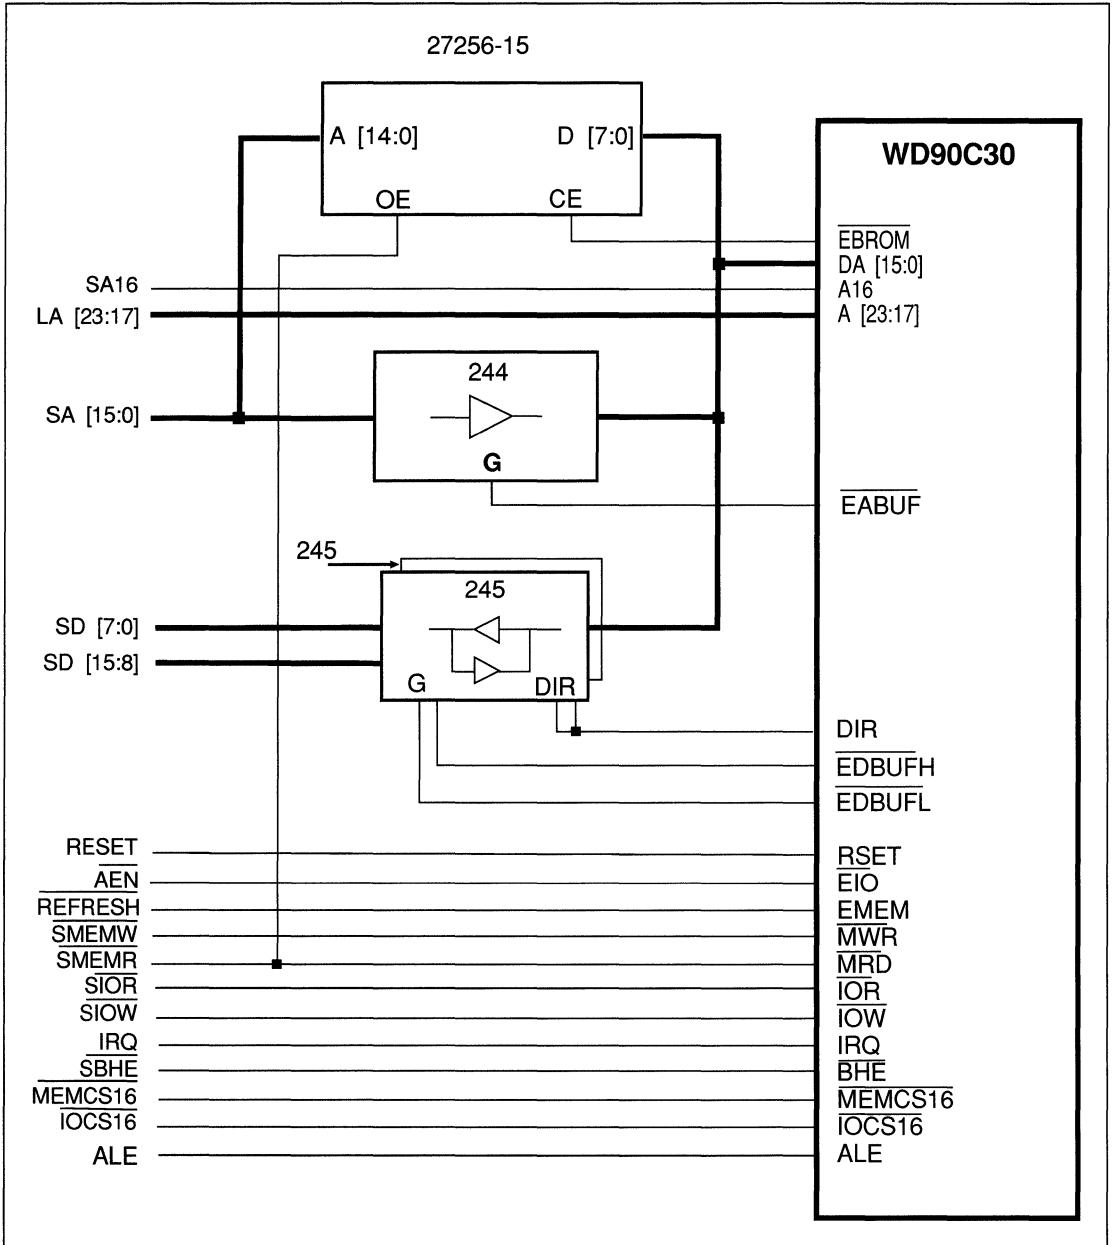 27256-15
A [14:0] D [7:0]
OE CE
WD90C30
EBROM
DA [15:0]
SA16 A16
LA [23:17] A [23:17]
244
SA [15:0]
G
EABUF
245
245
SD [7:0]
SD [15:8]
G DIR
DIR
EDBUFH
EDBUFL
RESET RSET
AEN EIO
REFRESH EMEM
SMEMW MWR
SMEMR MRD
SIOR IOR
SIOW IOW
IRQ IRQ
SBHE BHE
MEMCS16 MEMCS16
IOCS16 IOCS16
ALE ALE